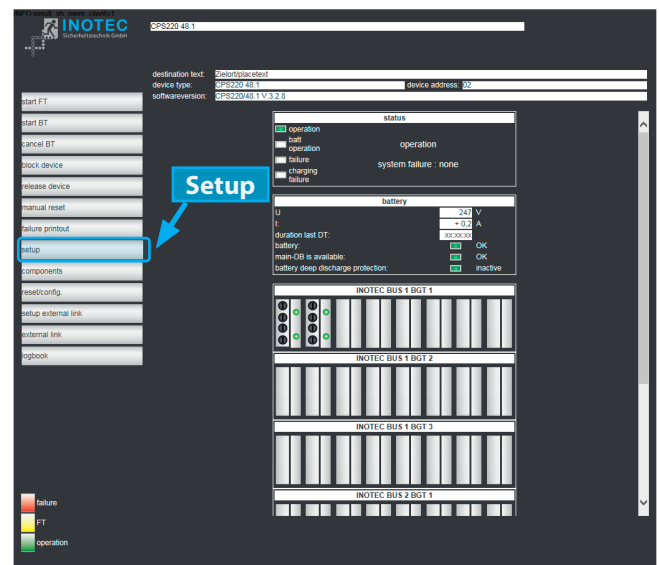 INFO result_sh_mem_clientx1
INOTEC
Sicherheitstechnik GmbH
CPS220 48.1
destination text: Zielort/placetext
device type: CPS220 48.1 device address: 02
softwareversion: CPS220/48.1 V.3.2.8
start FT
start BT
cancel BT
block device
release device
manual reset
failure printout
setup
components
reset/config.
setup external link
external link
logbook
Setup
status
operation
batt
operation
failure
charging
failure
operation
system failure : none
battery
U 247 V
I: + 0,2 A
duration last DT: xx:xx:xx
battery: OK
main-DB is available: OK
battery deep discharge protection: inactive
INOTEC BUS 1 BGT 1
INOTEC BUS 1 BGT 2
INOTEC BUS 1 BGT 3
INOTEC BUS 2 BGT 1
failure
FT
operation